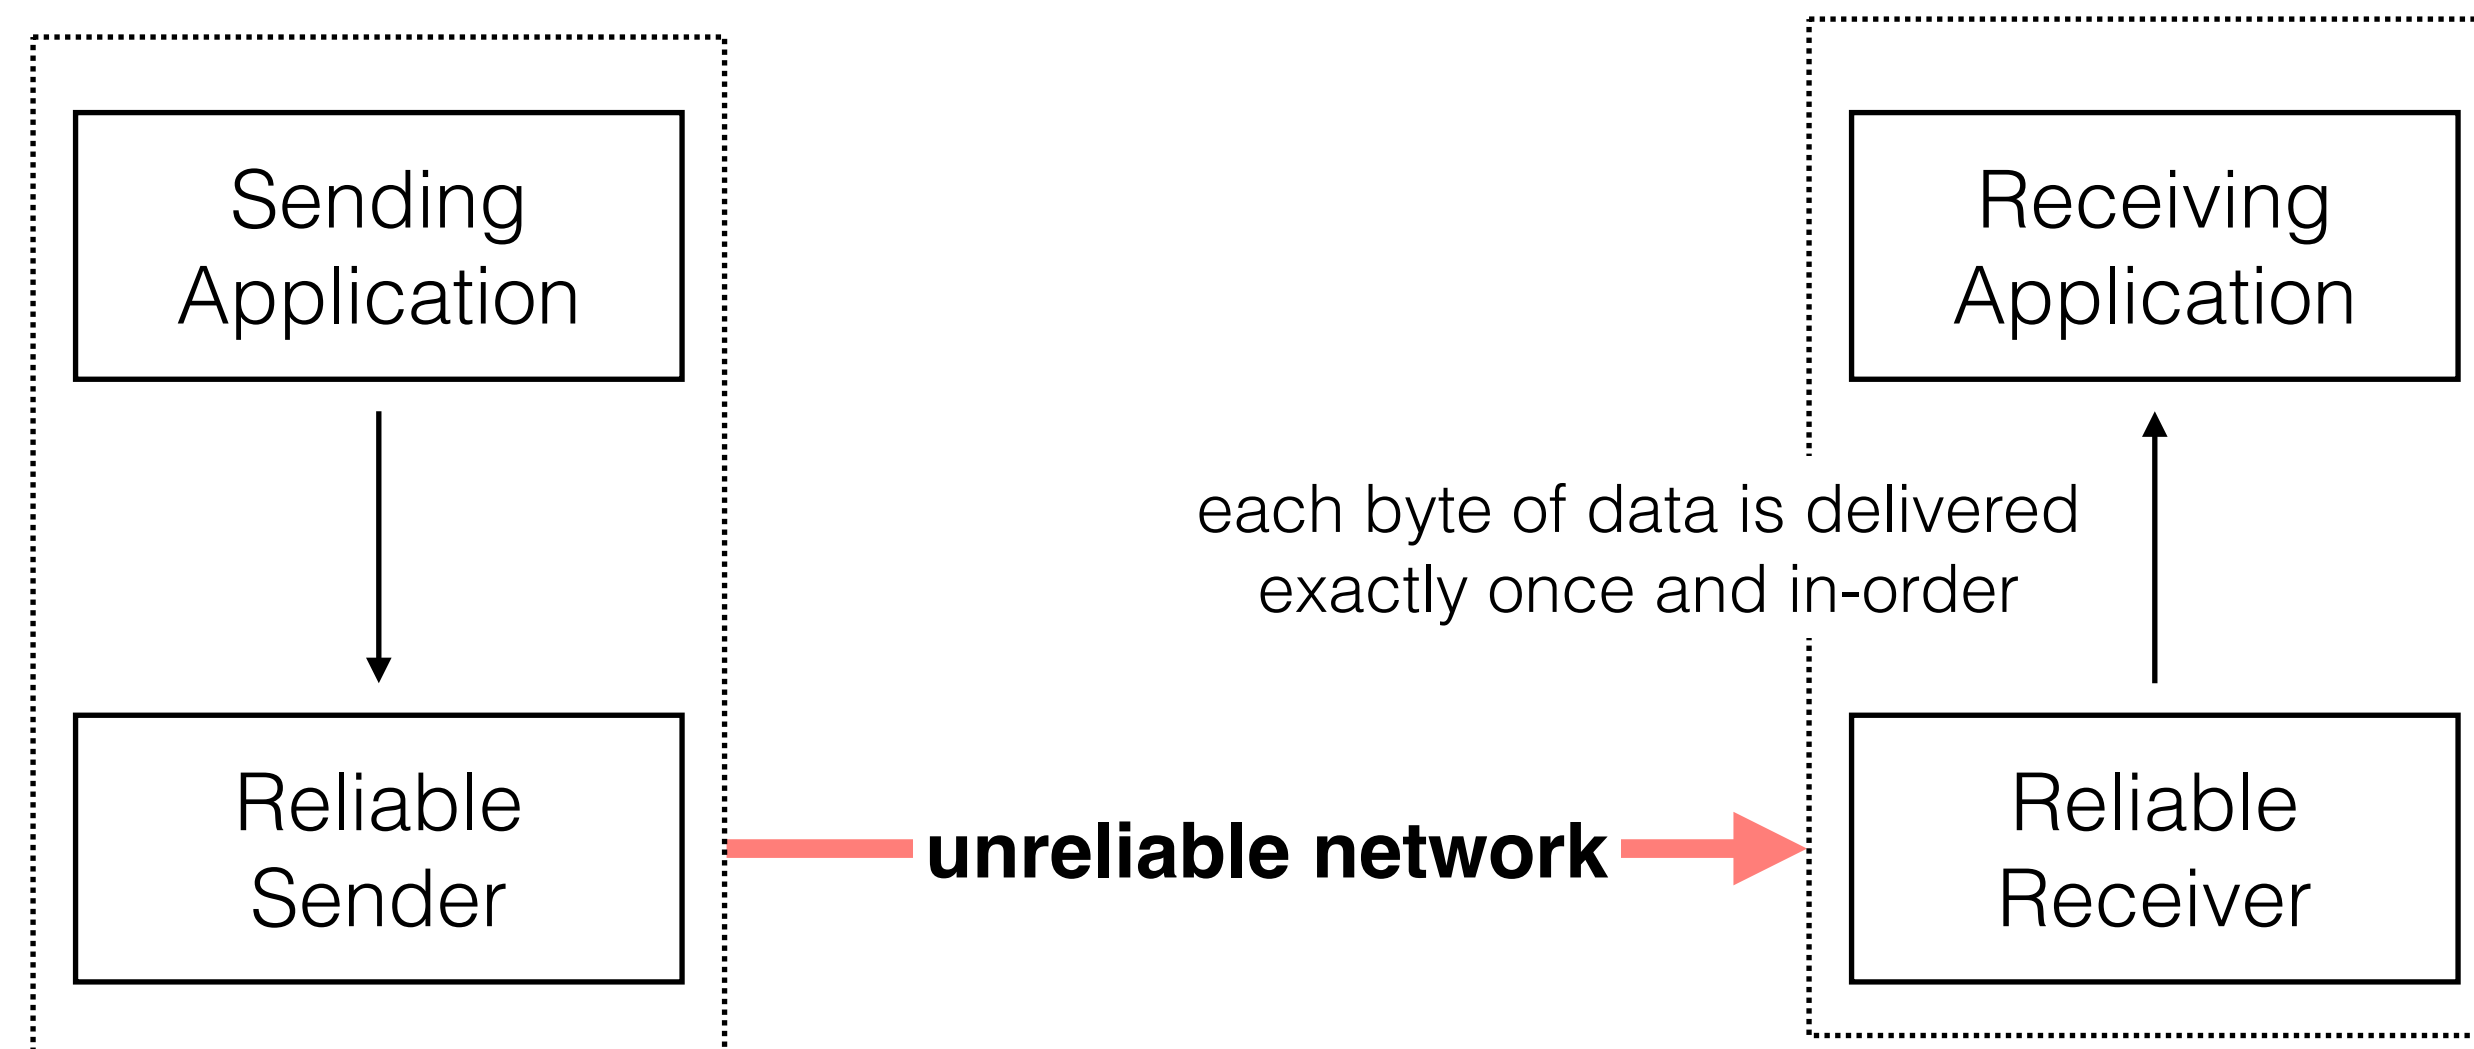 Sending
Application
Receiving
Application
each byte of data is delivered
exactly once and in-order
Reliable
Sender
unreliable network
Reliable
Receiver